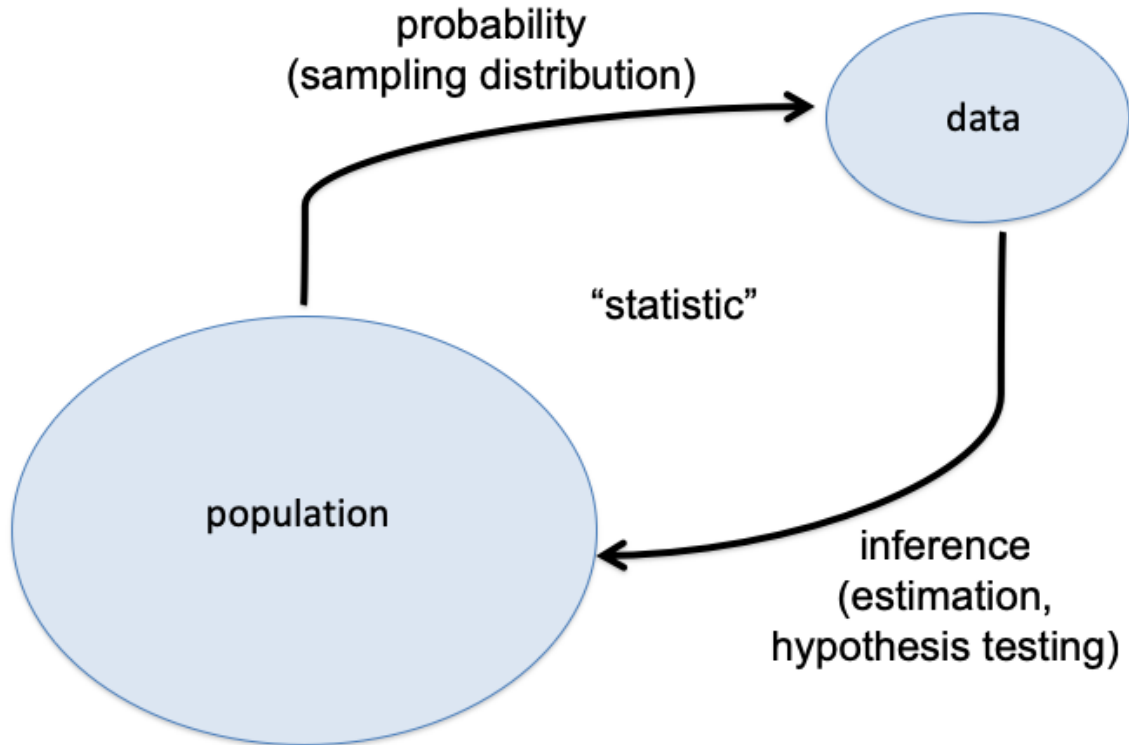 probability
(sampling distribution)
data
“statistic”
population
inference
(estimation,
hypothesis testing)